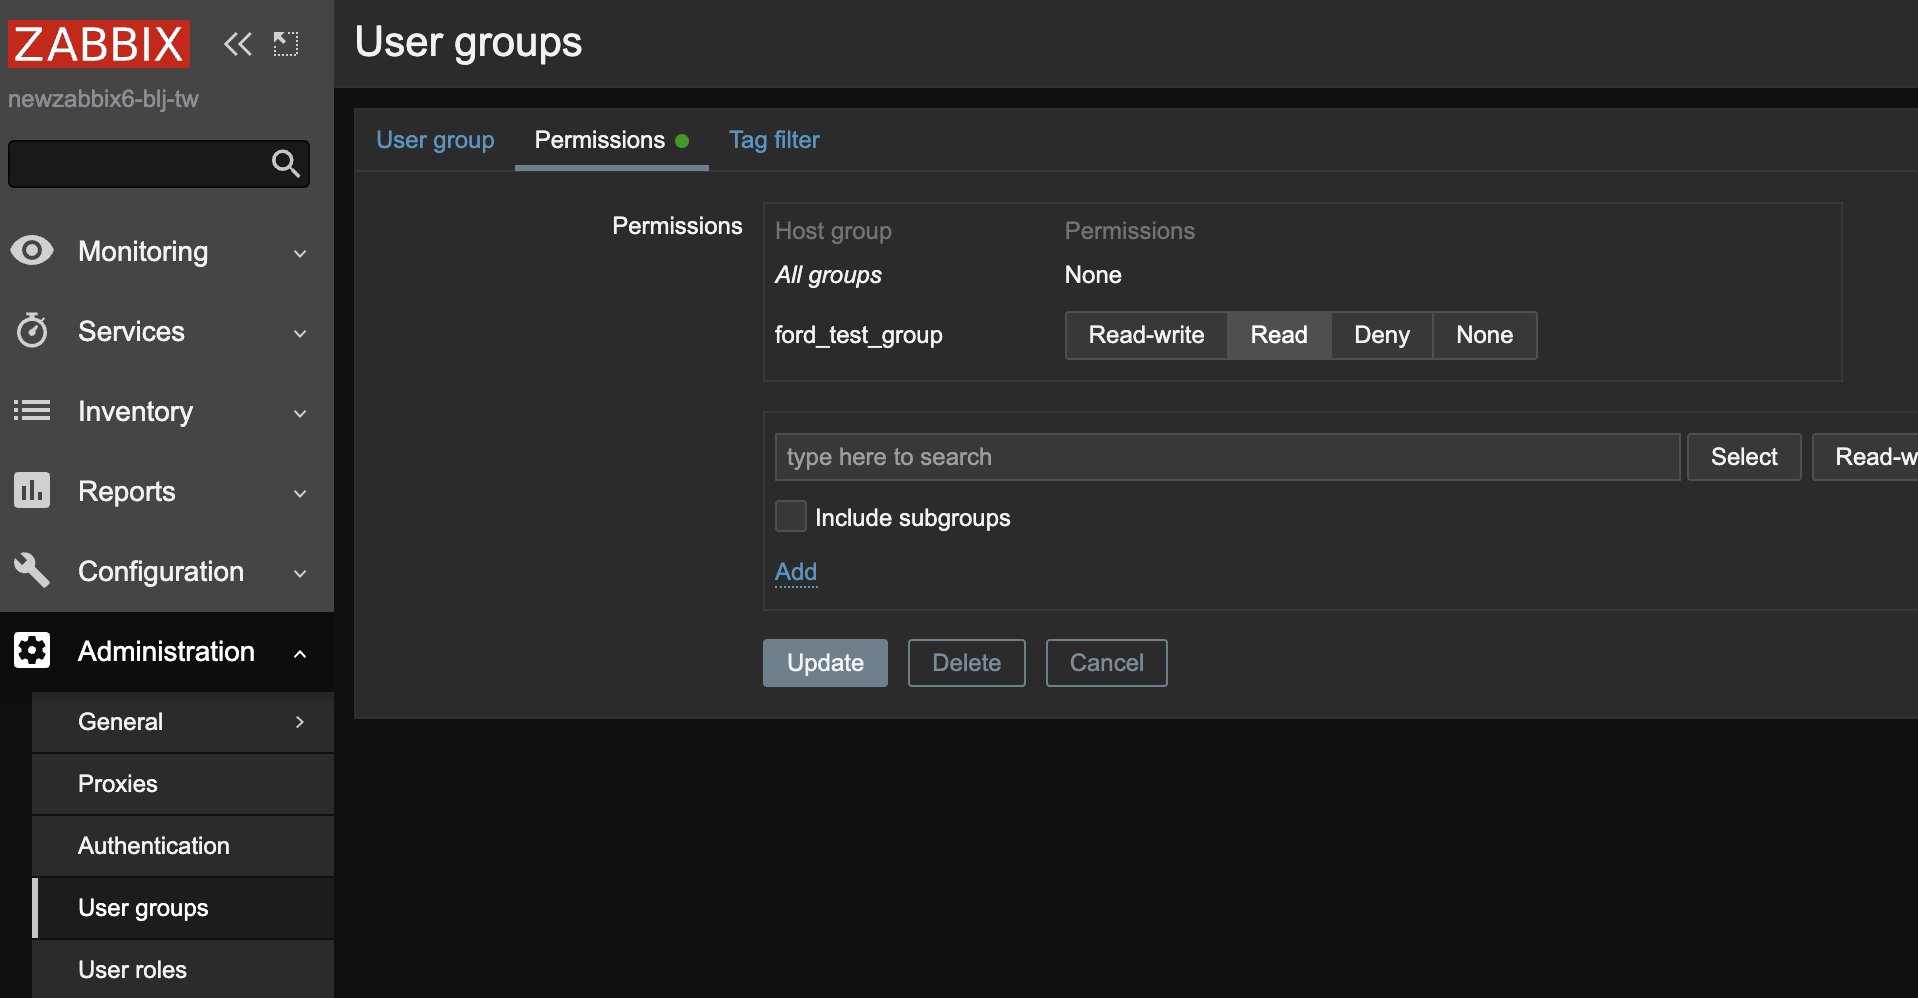 ZABBIX
newzabbix6-blj-tw
Monitoring
Services
Inventory
Reports
Configuration
Administration
General
Proxies
Authentication
User groups
User roles
User groups
User group Permissions Tag filter
Permissions
Host group Permissions
All groups None
ford_test_group Read-write Read Deny None
type here to search Select Read-w
Include subgroups
Add
Update Delete Cancel